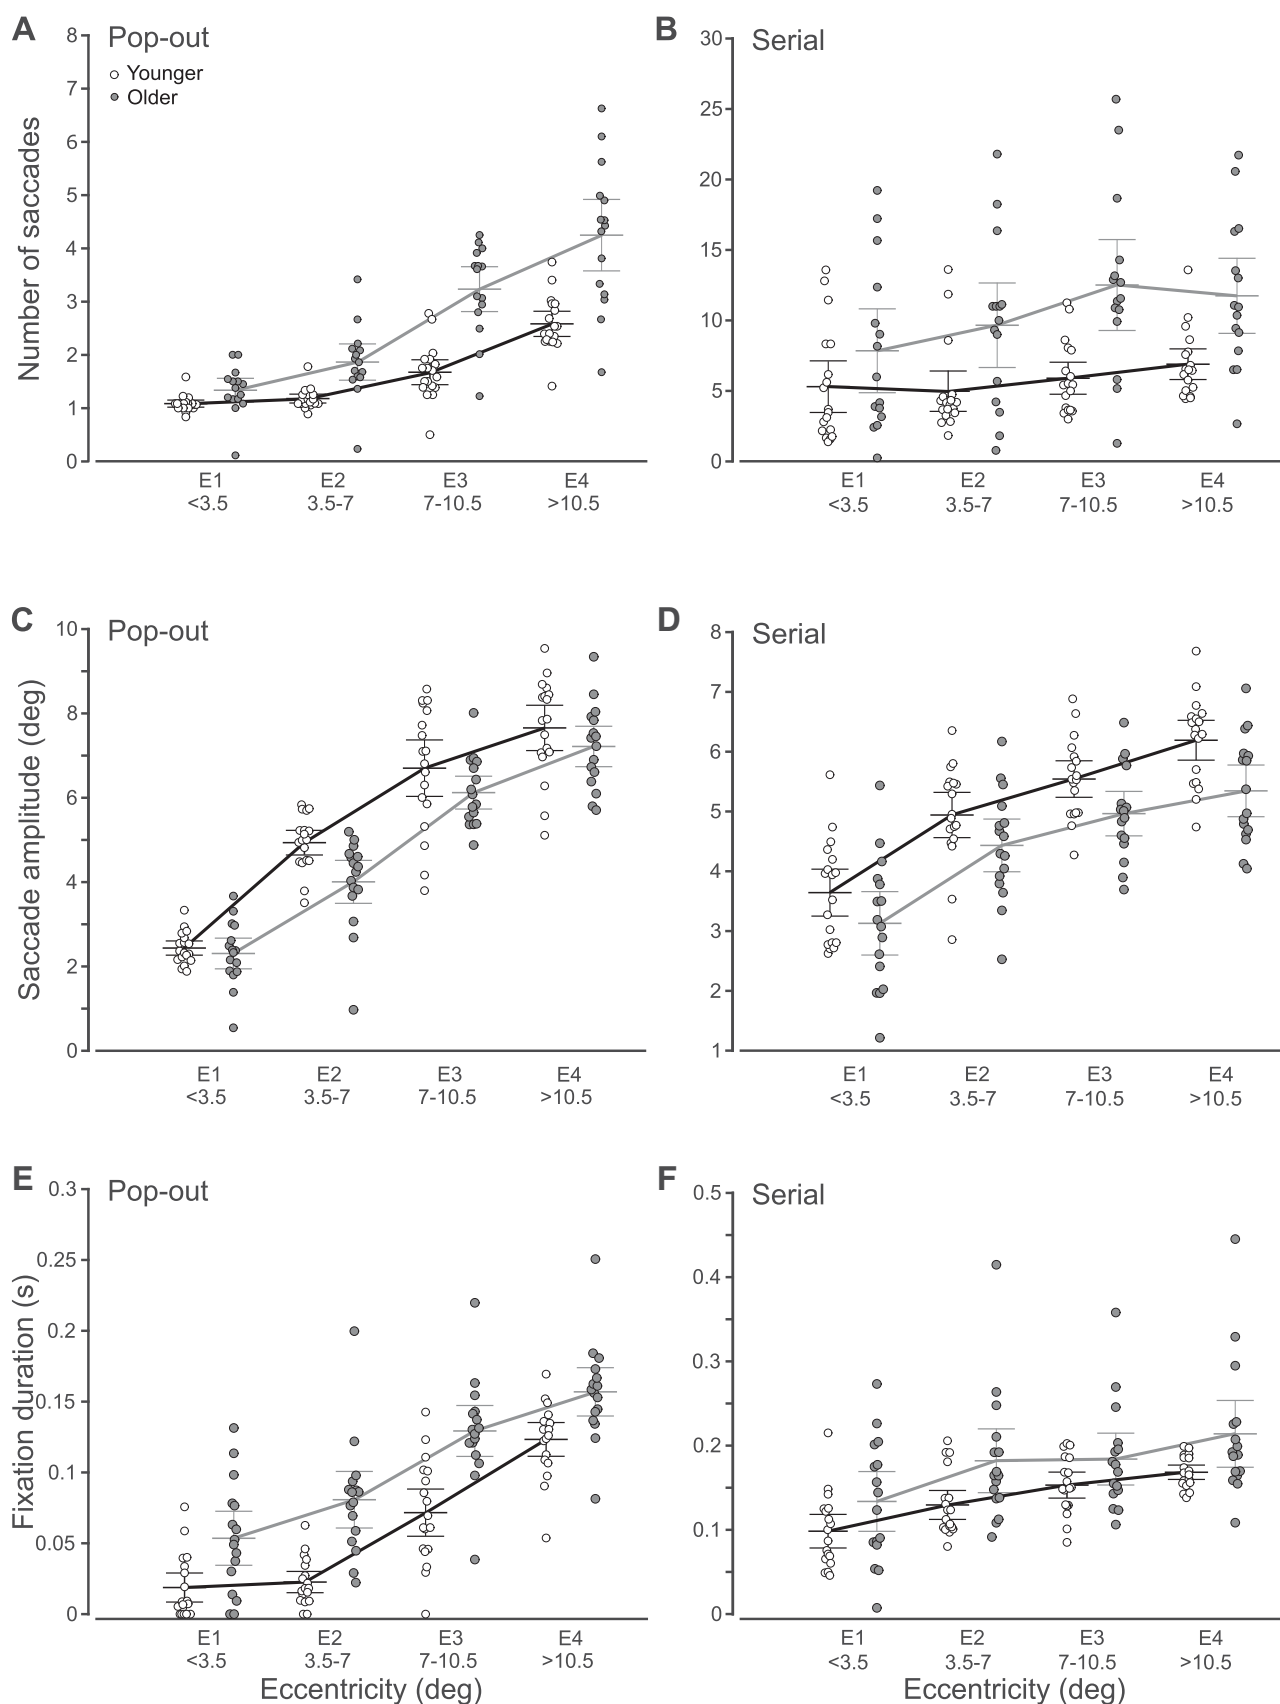 A
Pop-out
Younger
Older
Number of saccades
8
7
6
5
4
3
2
1
0
E1 E2 E3 E4
<3.5 3.5-7 7-10.5 >10.5
B
Serial
30
25
20
15
10
5
0
E1 E2 E3 E4
<3.5 3.5-7 7-10.5 >10.5
C
Pop-out
Saccade amplitude (deg)
10
8
6
4
2
0
E1 E2 E3 E4
<3.5 3.5-7 7-10.5 >10.5
D
Serial
8
7
6
5
4
3
2
1
E1 E2 E3 E4
<3.5 3.5-7 7-10.5 >10.5
E
Pop-out
Fixation duration (s)
0.3
0.25
0.2
0.15
0.1
0.05
0
E1 E2 E3 E4
<3.5 3.5-7 7-10.5 >10.5
Eccentricity (deg)
F
Serial
0.5
0.4
0.3
0.2
0.1
0
E1 E2 E3 E4
<3.5 3.5-7 7-10.5 >10.5
Eccentricity (deg)